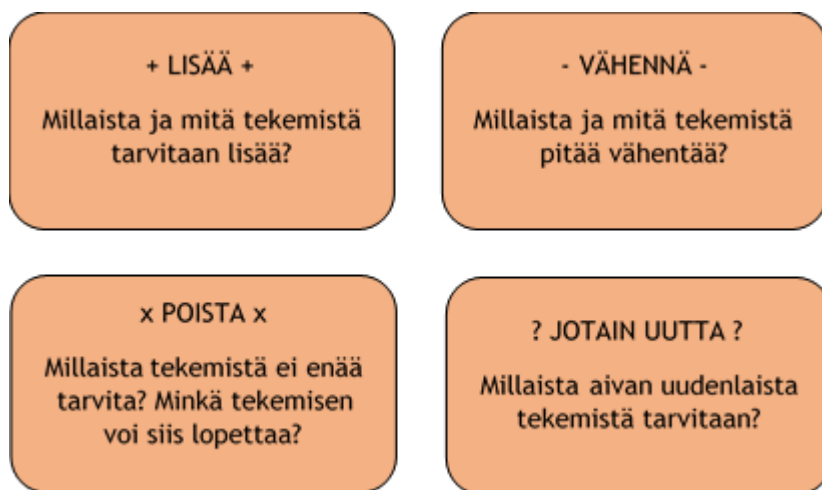 + LISÄÄ +
Millaista ja mitä tekemistä
tarvitaan lisää?
- VÄHENNÄ -
Millaista ja mitä tekemistä
pitää vähentää?
x POISTA x
Millaista tekemistä ei enää
tarvita? Minkä tekemisen
voi siis lopettaa?
? JOTAIN UUTTA ?
Millaista aivan uudenlaista
tekemistä tarvitaan?